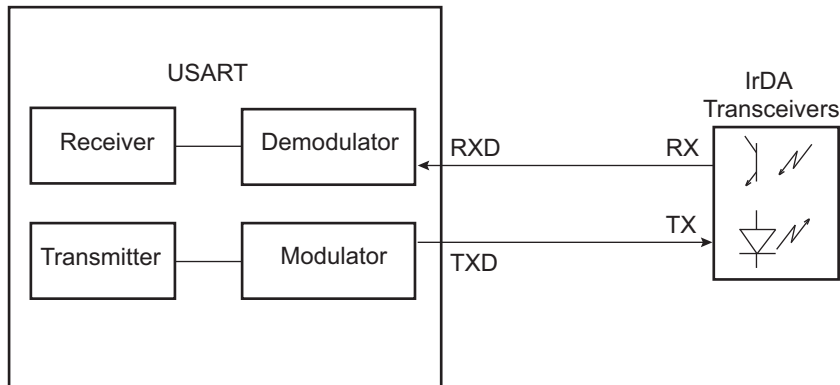 USART
IrDA
Transceivers
Receiver
Demodulator
RXD
RX
Transmitter
Modulator
TXD
TX